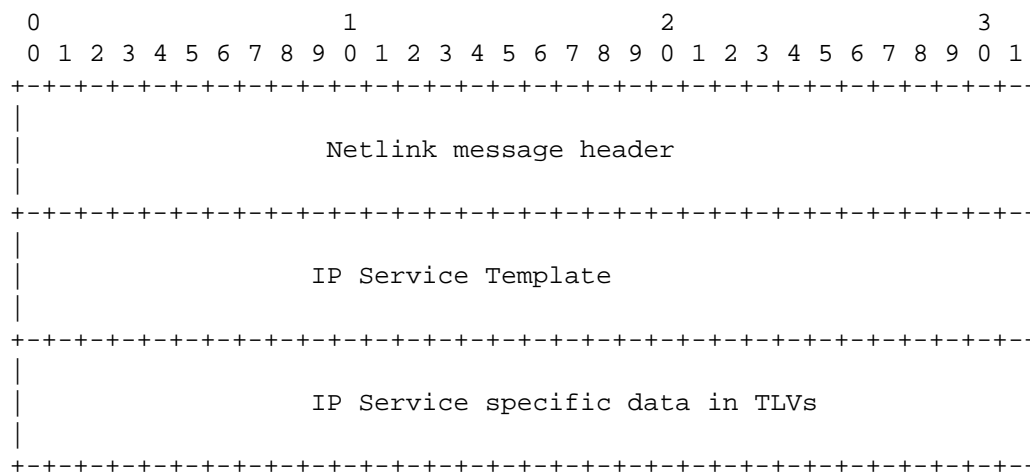 0                   1                   2                   3
 0 1 2 3 4 5 6 7 8 9 0 1 2 3 4 5 6 7 8 9 0 1 2 3 4 5 6 7 8 9 0 1
+-+-+-+-+-+-+-+-+-+-+-+-+-+-+-+-+-+-+-+-+-+-+-+-+-+-+-+-+-+-+-+--
|
|                   Netlink message header
|
+-+-+-+-+-+-+-+-+-+-+-+-+-+-+-+-+-+-+-+-+-+-+-+-+-+-+-+-+-+-+-+--
|
|                  IP Service Template
|
+-+-+-+-+-+-+-+-+-+-+-+-+-+-+-+-+-+-+-+-+-+-+-+-+-+-+-+-+-+-+-+--
|
|                  IP Service specific data in TLVs
|
+-+-+-+-+-+-+-+-+-+-+-+-+-+-+-+-+-+-+-+-+-+-+-+-+-+-+-+-+-+-+-+--